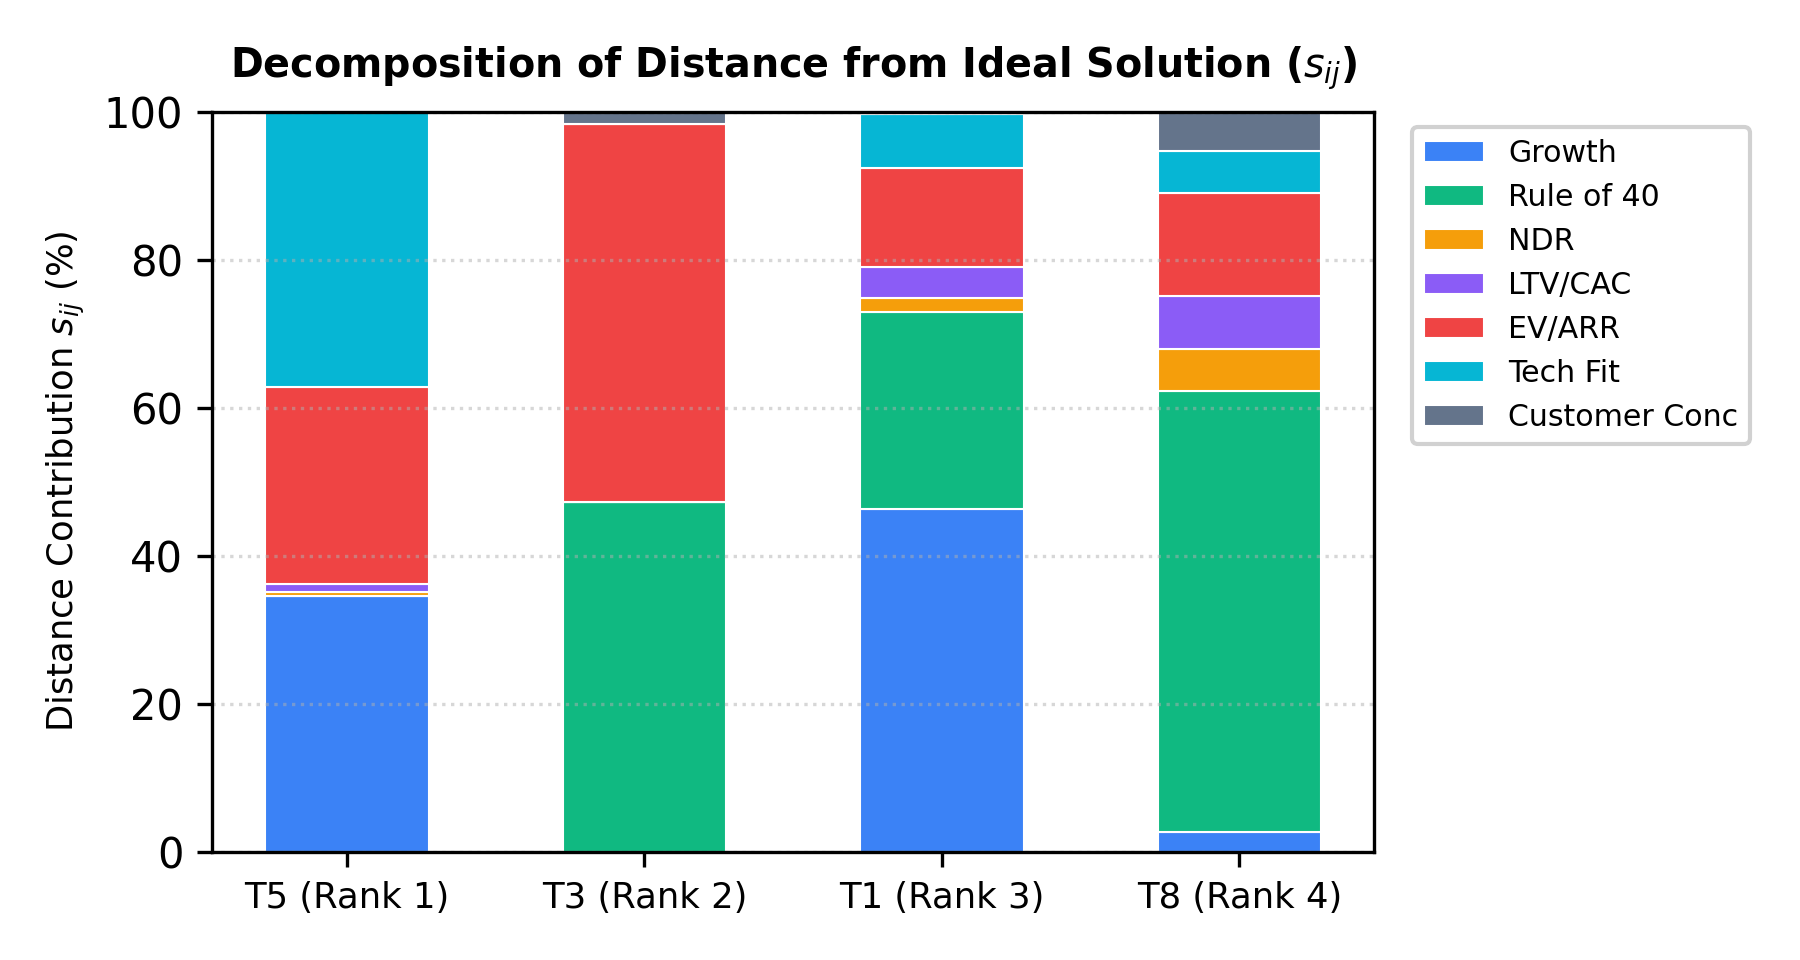 Decomposition of Distance from Ideal Solution (s_ij)
Distance Contribution s_ij (%)
100
80
60
40
20
0
T5 (Rank 1)
T3 (Rank 2)
T1 (Rank 3)
T8 (Rank 4)
Growth
Rule of 40
NDR
LTV/CAC
EV/ARR
Tech Fit
Customer Conc